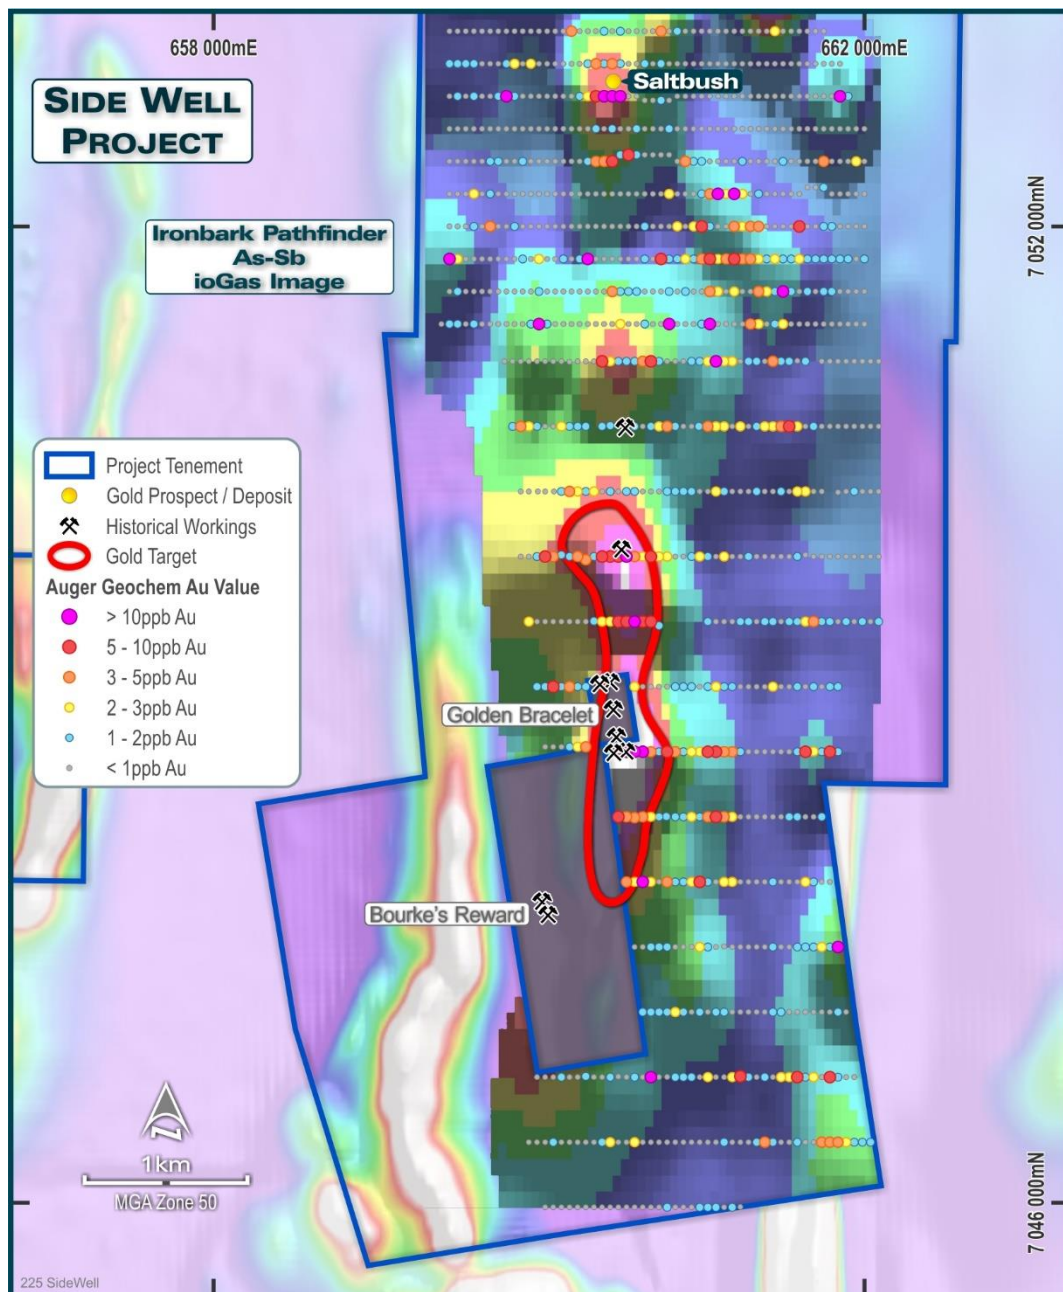 658 000mE
662 000mE
SIDE WELL
PROJECT
Saltbush
Ironbark Pathfinder
As-Sb
ioGas Image
7 052 000mN
Project Tenement
Gold Prospect / Deposit
Historical Workings
Gold Target
Auger Geochem Au Value
> 10ppb Au
5 - 10ppb Au
3 - 5ppb Au
2 - 3ppb Au
1 - 2ppb Au
< 1ppb Au
Golden Bracelet
Bourke's Reward
N
1km
MGA Zone 50
7 046 000mN
225 SideWell